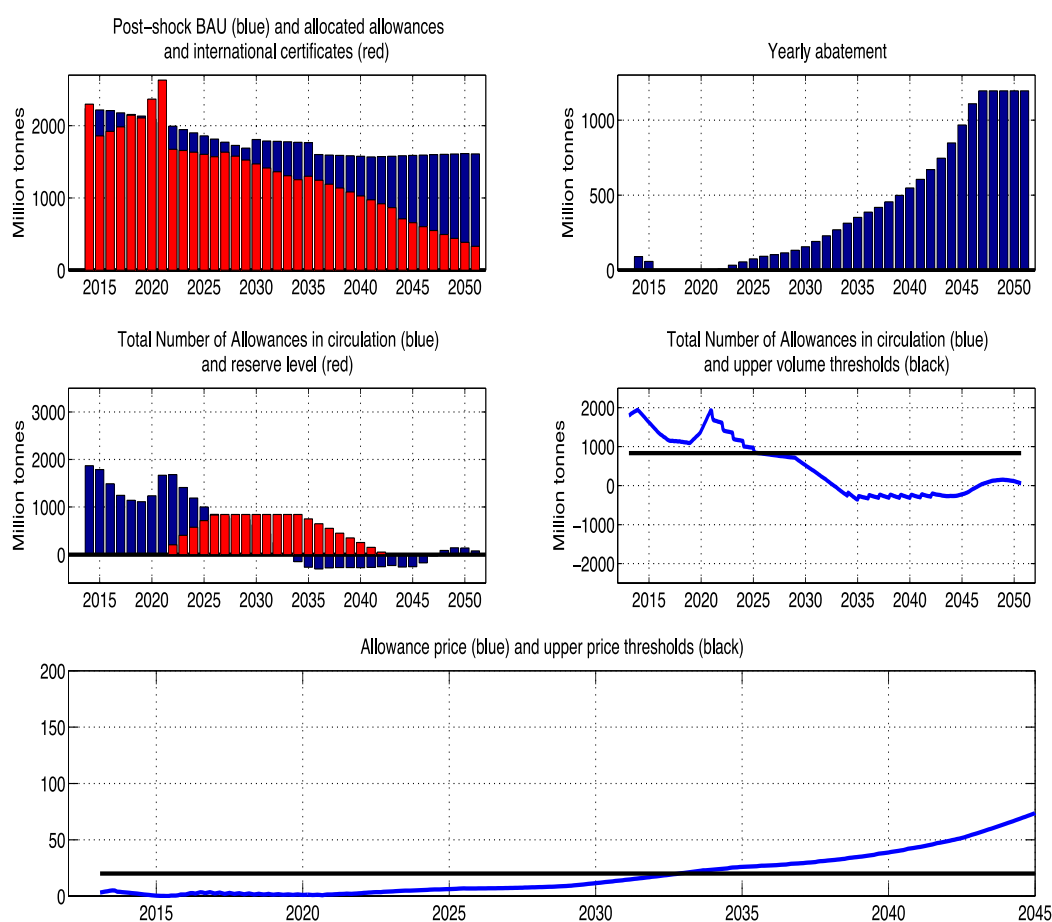 Post−shock BAU (blue) and allocated allowances
and international certificates (red)
Million tonnes
2000
1000
0
2015 2020 2025 2030 2035 2040 2045 2050
Yearly abatement
Million tonnes
1000
500
0
2015 2020 2025 2030 2035 2040 2045 2050
Total Number of Allowances in circulation (blue)
and reserve level (red)
Million tonnes
3000
2000
1000
0
2015 2020 2025 2030 2035 2040 2045 2050
Total Number of Allowances in circulation (blue)
and upper volume thresholds (black)
Million tonnes
2000
1000
0
−1000
−2000
2015 2020 2025 2030 2035 2040 2045 2050
Allowance price (blue) and upper price thresholds (black)
200
150
100
50
0
2015 2020 2025 2030 2035 2040 2045